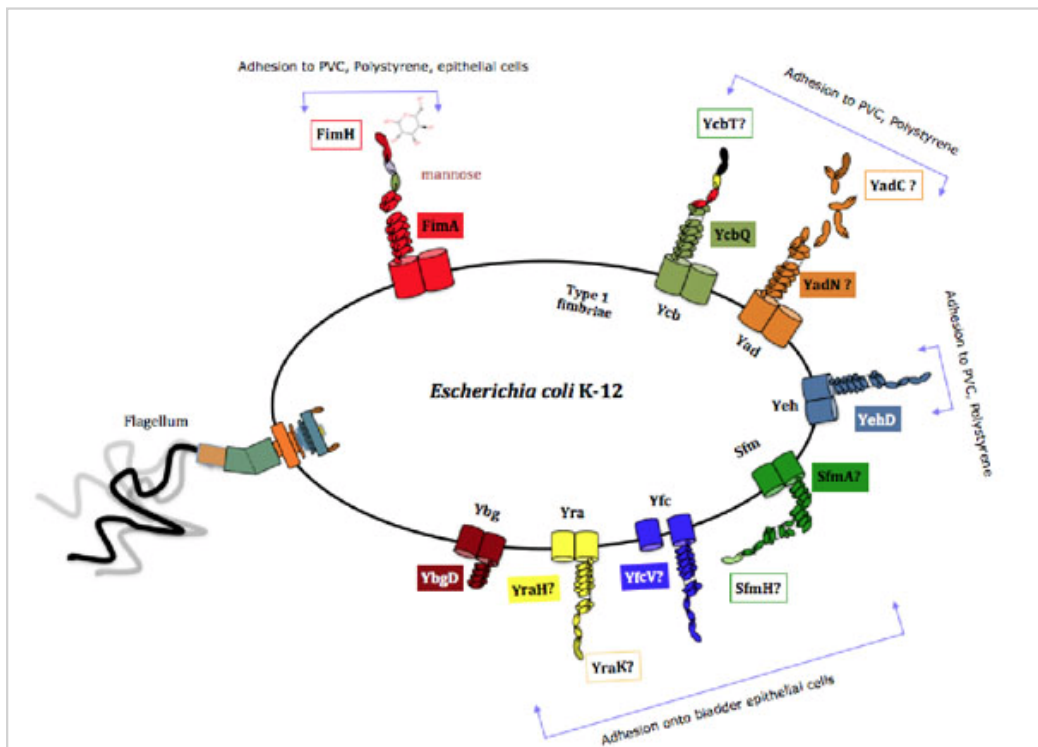 Adhesion to PVC, Polystyrene, epithelial cells
Adhesion to PVC, Polystyrene
FimH
YcbT?
mannose
YadC ?
FimA
YcbQ
YadN ?
Type 1
fimbriae
Ycb
Yad
Adhesion to PVC, Polystyrene
Escherichia coli K-12
Yeh
YehD
Flagellum
Sfm
SfmA?
Ybg
Yra
Yfc
YbgD
YraH?
YfcV?
SfmH?
YraK?
Adhesion onto bladder epithelial cells